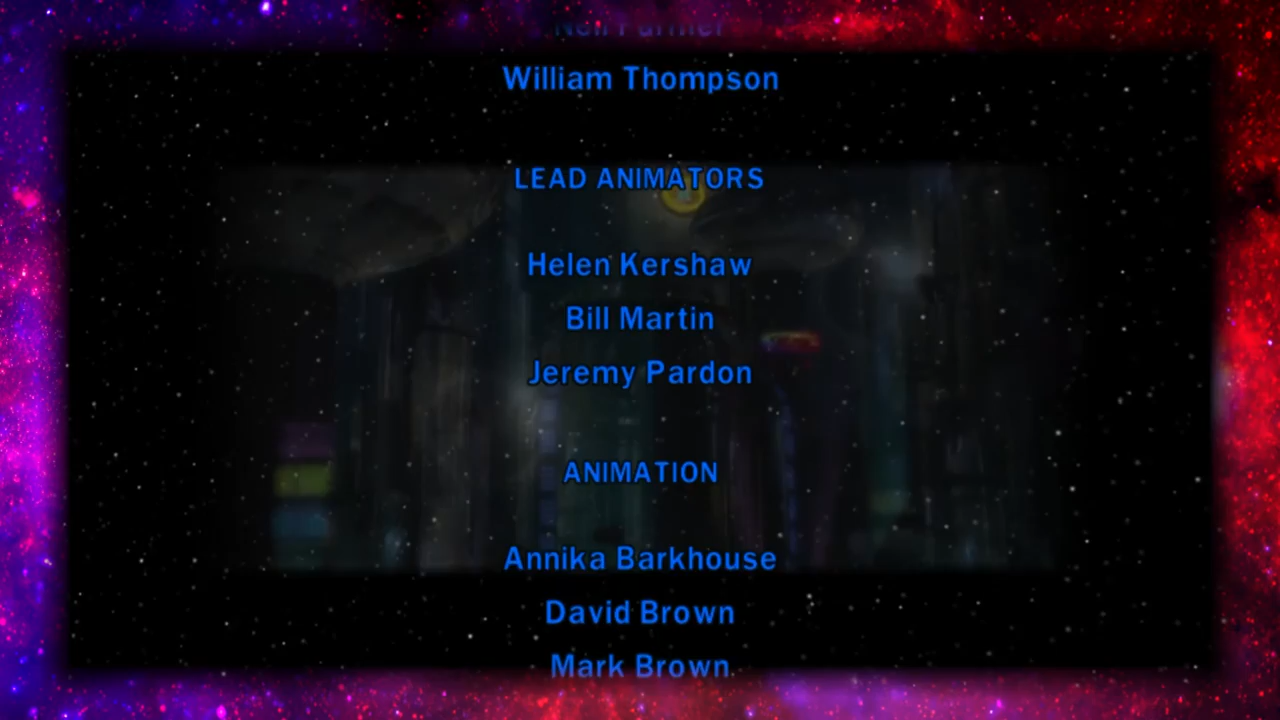 William Thompson
LEAD ANIMATORS
Helen Kershaw
Bill Martin
Jeremy Pardon
ANIMATION
Annika Barkhouse
David Brown
Mark Brown